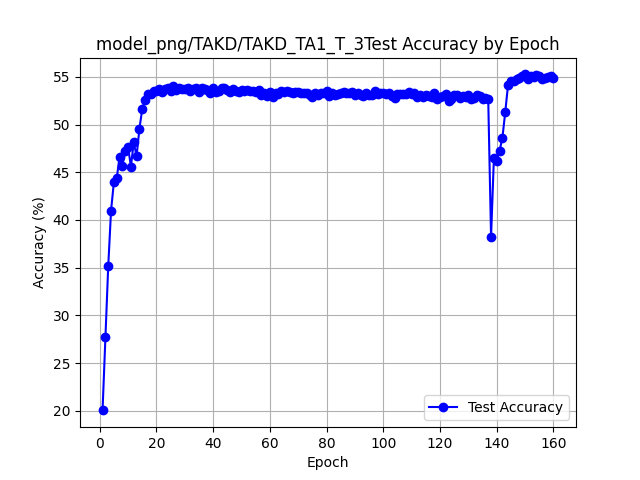 model_png/TAKD/TAKD_TA1_T_3Test Accuracy by Epoch
55
50
45
40
35
30
25
20
Accuracy (%)
Test Accuracy
0 20 40 60 80 100 120 140 160
Epoch